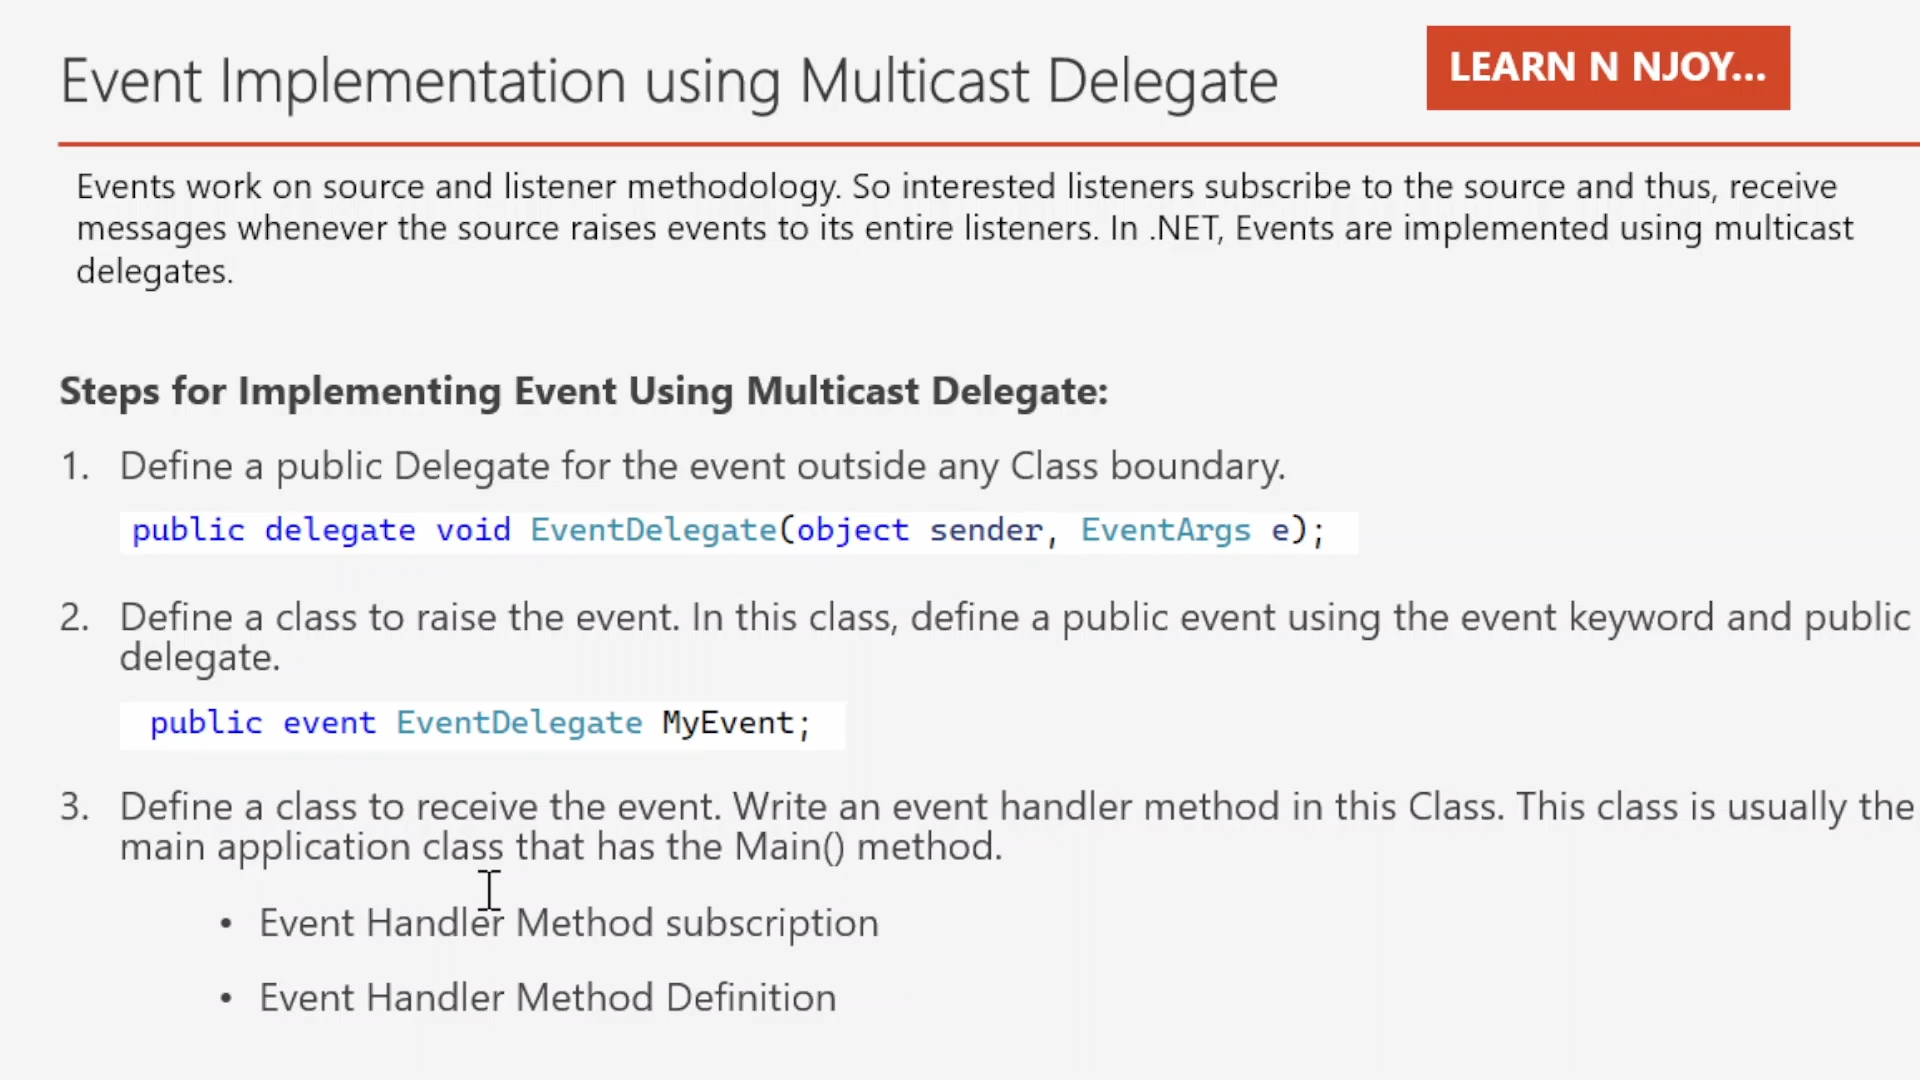 Event Implementation using Multicast Delegate
LEARN N NJOY...
Events work on source and listener methodology. So interested listeners subscribe to the source and thus, receive
messages whenever the source raises events to its entire listeners. In .NET, Events are implemented using multicast
delegates.
Steps for Implementing Event Using Multicast Delegate:
1. Define a public Delegate for the event outside any Class boundary.
public delegate void EventDelegate(object sender, EventArgs e);
2. Define a class to raise the event. In this class, define a public event using the event keyword and public
delegate.
public event EventDelegate MyEvent;
3. Define a class to receive the event. Write an event handler method in this Class. This class is usually the
main application class that has the Main() method.
• Event Handler Method subscription
• Event Handler Method Definition